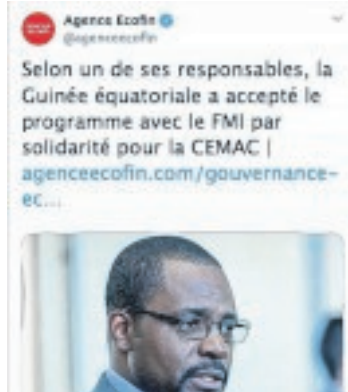 Agence Ecofin
@agenceecofin
Selon un de ses responsables, la
Guinée équatoriale a accepté le
programme avec le FMI par
solidarité pour la CEMAC |
agenceecofin.com/gouvernance-
ec...